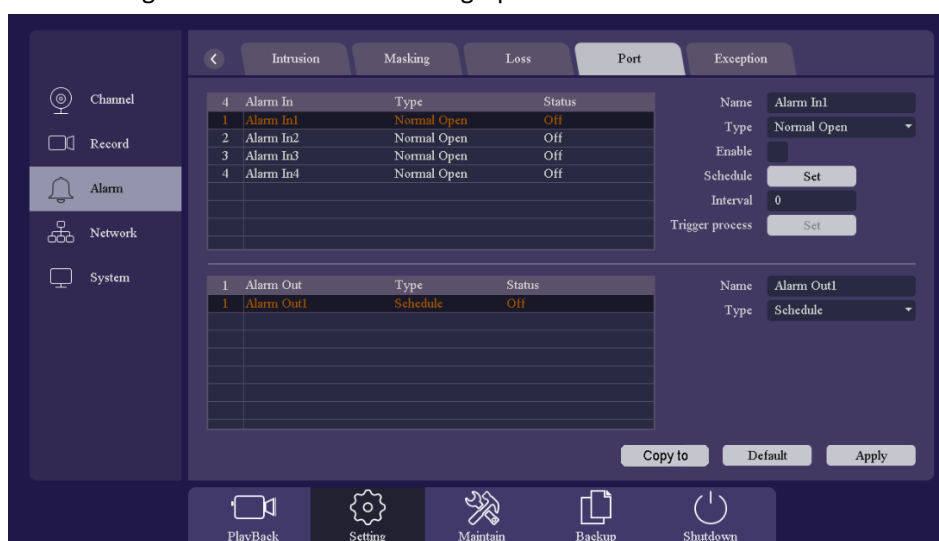 Intrusion Masking Loss Port Exception
Channel
Record
Alarm
Network
System
4 Alarm In Type Status
1 Alarm In1 Normal Open Off
2 Alarm In2 Normal Open Off
3 Alarm In3 Normal Open Off
4 Alarm In4 Normal Open Off
Name Alarm In1
Type Normal Open
Enable
Schedule Set
Interval 0
Trigger process Set
1 Alarm Out Type Status
1 Alarm Out1 Schedule Off
Name Alarm Out1
Type Schedule
Copy to Default Apply
PlayBack Setting Maintain Backup Shutdown